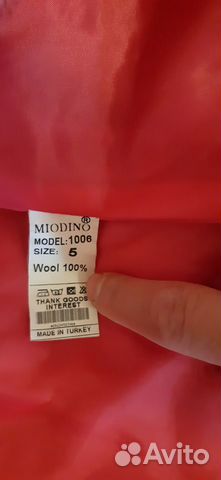 MIODINO®
MODEL:1006
SIZE: 5
Wool 100%
THANK GOODS
INTEREST
MADE IN TURKEY
Avito